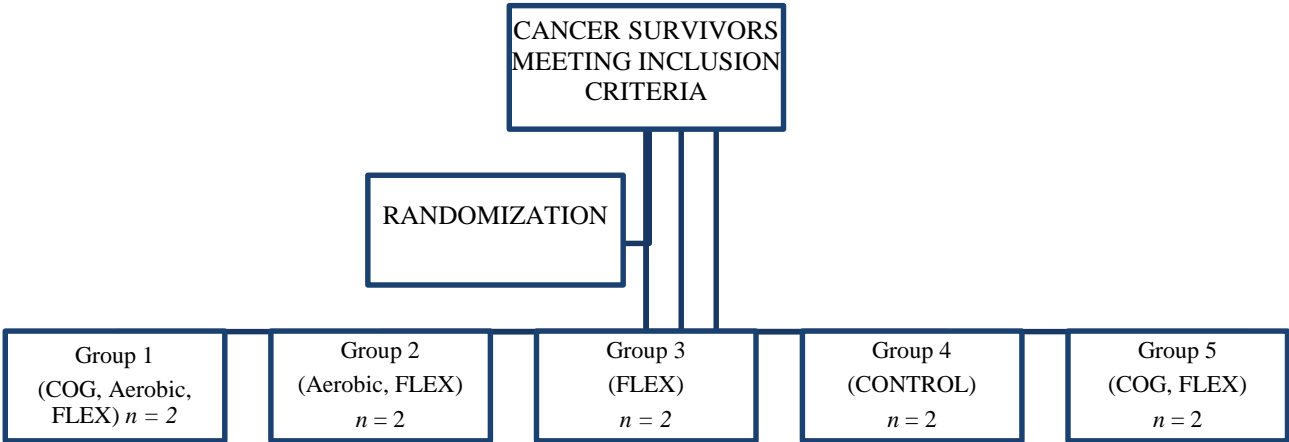 CANCER SURVIVORS
MEETING INCLUSION
CRITERIA
RANDOMIZATION
Group 1
(COG, Aerobic,
FLEX) n = 2
Group 2
(Aerobic, FLEX)
n = 2
Group 3
(FLEX)
n = 2
Group 4
(CONTROL)
n = 2
Group 5
(COG, FLEX)
n = 2